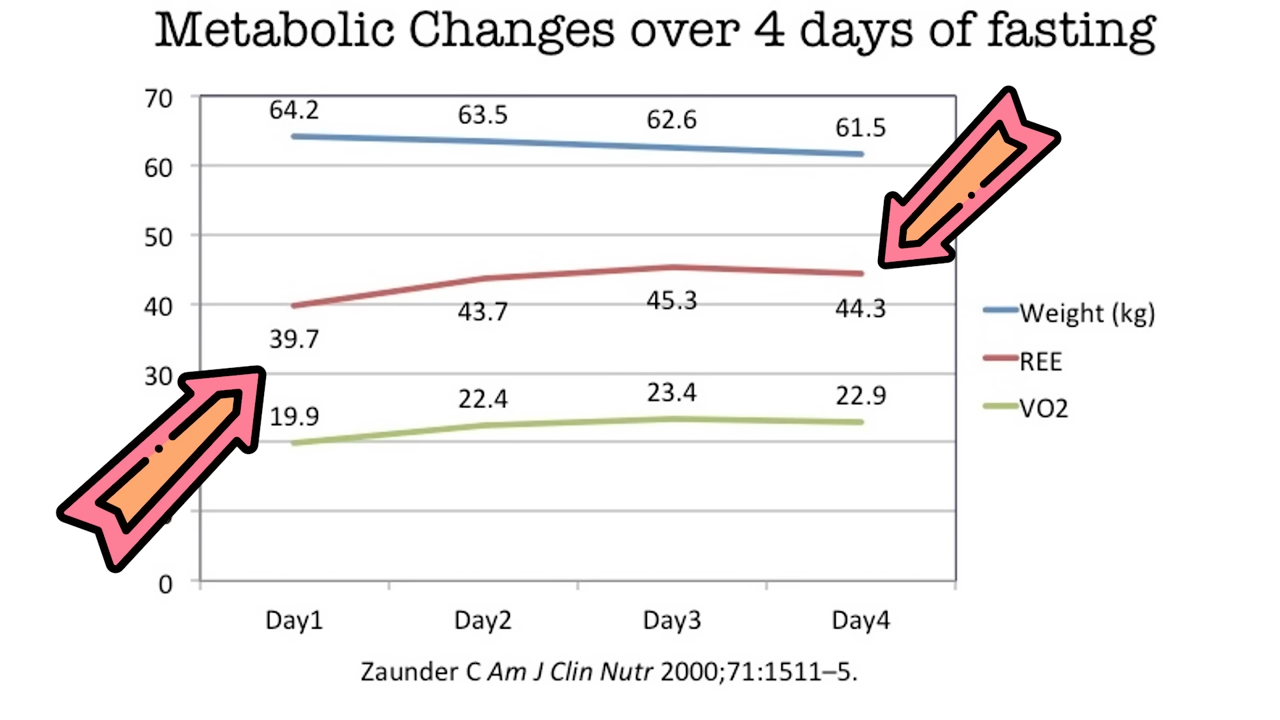 Metabolic Changes over 4 days of fasting
70
64.2
63.5
62.6
61.5
60
50
40
39.7
43.7
45.3
44.3
30
19.9
22.4
23.4
22.9
0
Weight (kg)
REE
VO2
Day1
Day2
Day3
Day4
Zaunder C Am J Clin Nutr 2000;71:1511–5.